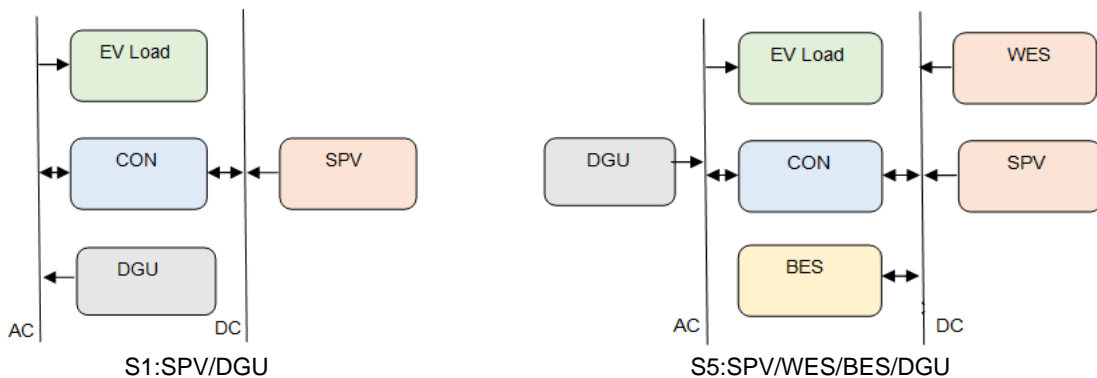 EV Load
CON
SPV
DGU
AC
DC
S1:SPV/DGU
EV Load
WES
DGU
CON
SPV
BES
AC
DC
S5:SPV/WES/BES/DGU